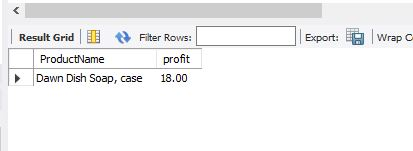 Result Grid Filter Rows: Export: Wrap C
ProductName profit
Dawn Dish Soap, case 18.00